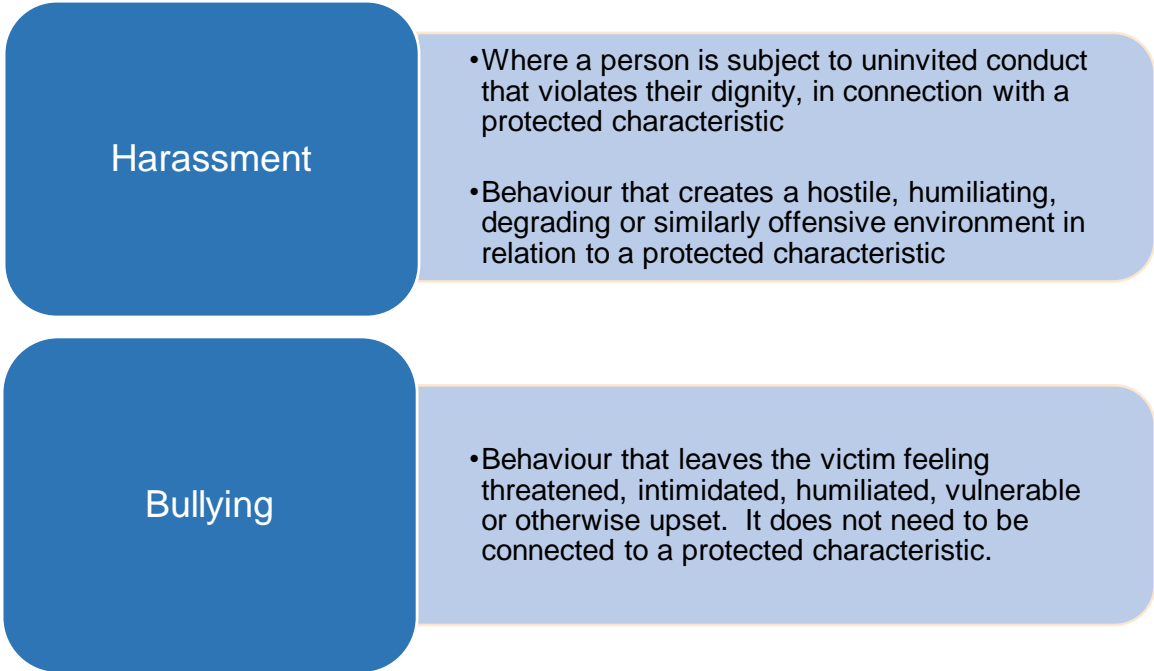 Harassment
•Where a person is subject to uninvited conduct
that violates their dignity, in connection with a
protected characteristic
•Behaviour that creates a hostile, humiliating,
degrading or similarly offensive environment in
relation to a protected characteristic
Bullying
•Behaviour that leaves the victim feeling
threatened, intimidated, humiliated, vulnerable
or otherwise upset.  It does not need to be
connected to a protected characteristic.